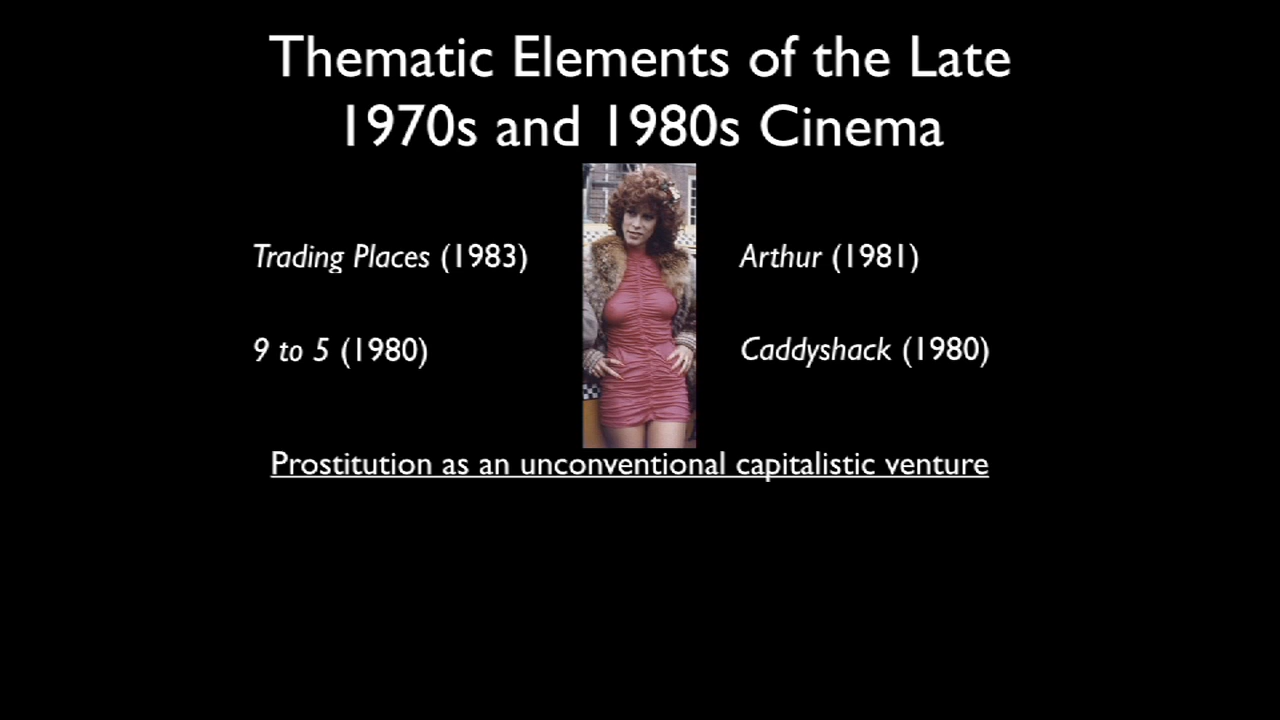 Thematic Elements of the Late
1970s and 1980s Cinema
Trading Places (1983)
Arthur (1981)
9 to 5 (1980)
Caddyshack (1980)
Prostitution as an unconventional capitalistic venture